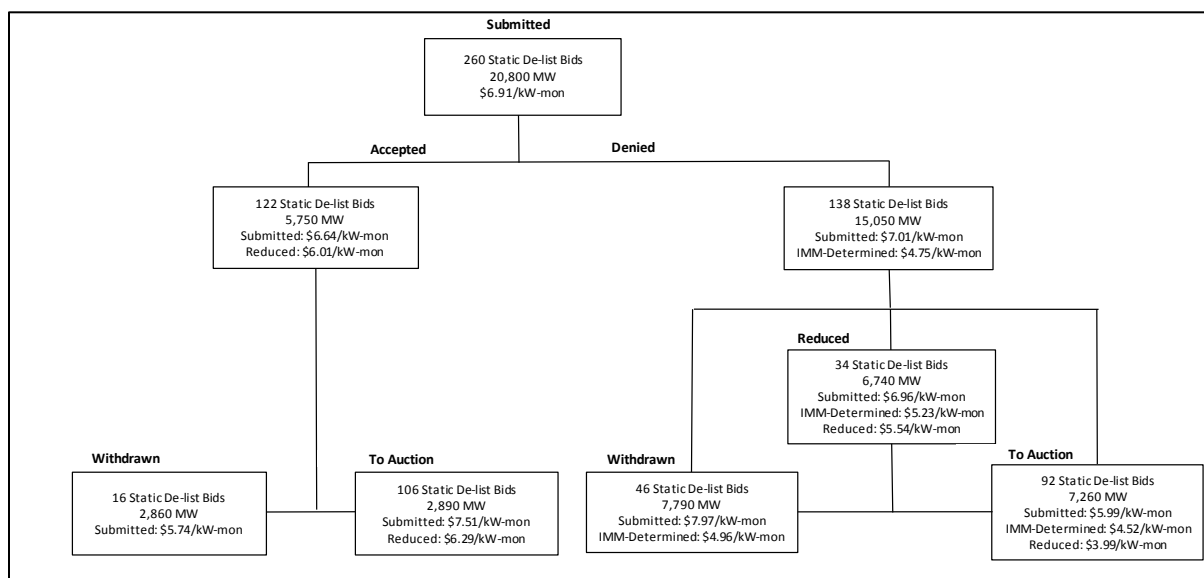 Submitted
260 Static De-list Bids
20,800 MW
$6.91/kW-mon
Accepted
Denied
122 Static De-list Bids
5,750 MW
Submitted: $6.64/kW-mon
Reduced: $6.01/kW-mon
138 Static De-list Bids
15,050 MW
Submitted: $7.01/kW-mon
IMM-Determined: $4.75/kW-mon
Reduced
34 Static De-list Bids
6,740 MW
Submitted: $6.96/kW-mon
IMM-Determined: $5.23/kW-mon
Reduced: $5.54/kW-mon
Withdrawn
16 Static De-list Bids
2,860 MW
Submitted: $5.74/kW-mon
To Auction
106 Static De-list Bids
2,890 MW
Submitted: $7.51/kW-mon
Reduced: $6.29/kW-mon
Withdrawn
46 Static De-list Bids
7,790 MW
Submitted: $7.97/kW-mon
IMM-Determined: $4.96/kW-mon
To Auction
92 Static De-list Bids
7,260 MW
Submitted: $5.99/kW-mon
IMM-Determined: $4.52/kW-mon
Reduced: $3.99/kW-mon